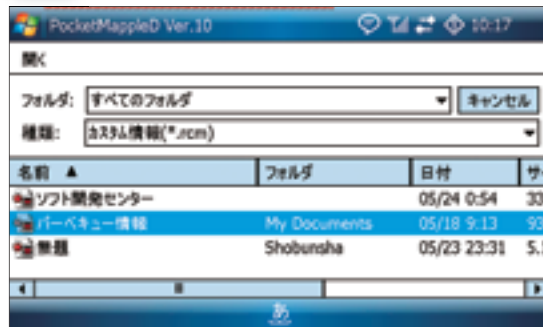 PocketMappleD Ver.10 10:17
開く
フォルダ: すべてのフォルダ キャンセル
種類: カスタム情報(*.rcm)
名前 ▲ フォルダ 日付 サ
ソフト開発センター 05/24 0:54 33
バーベキュー情報 My Documents 05/18 9:13 93
無題 Shobunsha 05/23 23:31 5.
あ